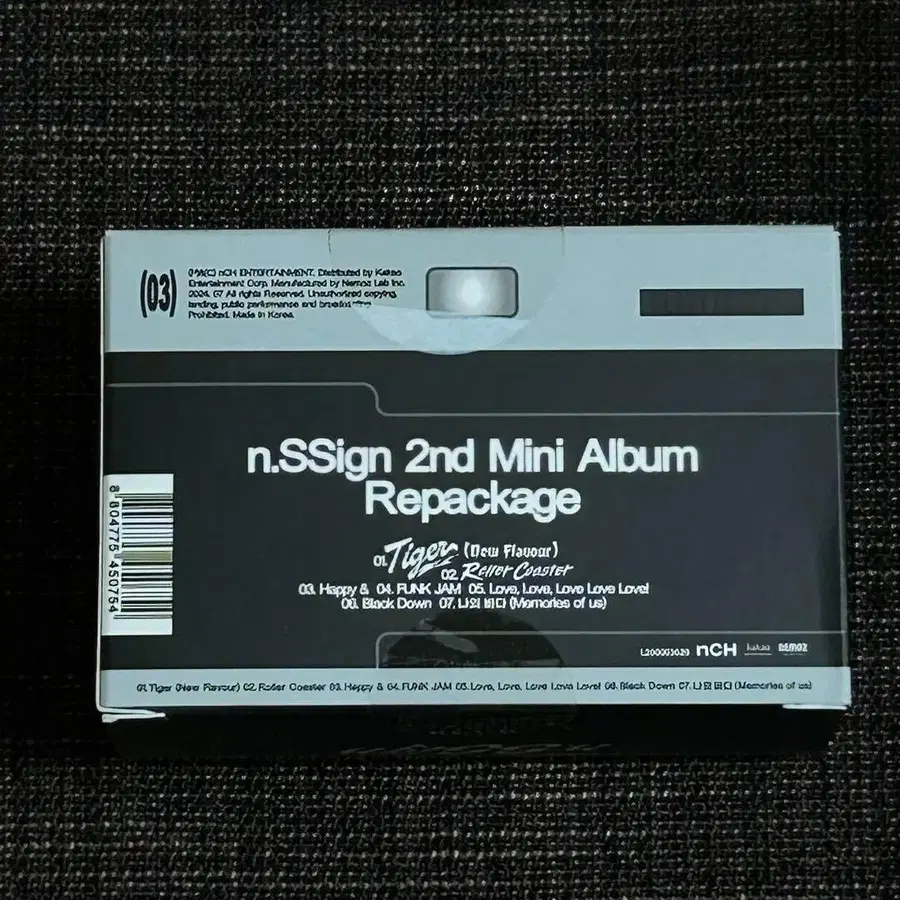 (03)
(P)&(C) nCH ENTERTAINMENT. Distributed by Kakao
Entertainment Corp. Manufactured by Nemoz Lab Inc.
2024. 07 All rights Reserved. Unauthorized copying,
lending, public performance and broadcasting
Prohibited. Made in Korea.
n.SSign 2nd Mini Album
Repackage
01. Tiger (New Flavour)
02. Roller Coaster
03. Happy & 04. FUNK JAM 05. Love, Love, Love Love Love!
06. Black Down 07. 나의 바다 (Memories of us)
8 804775 450754
L200003029 nCH kakao nemoz
01. Tiger (New Flavour) 02. Roller Coaster 03. Happy & 04. FUNK JAM 05. Love, Love, Love Love Love! 06. Black Down 07. 나의 바다 (Memories of us)